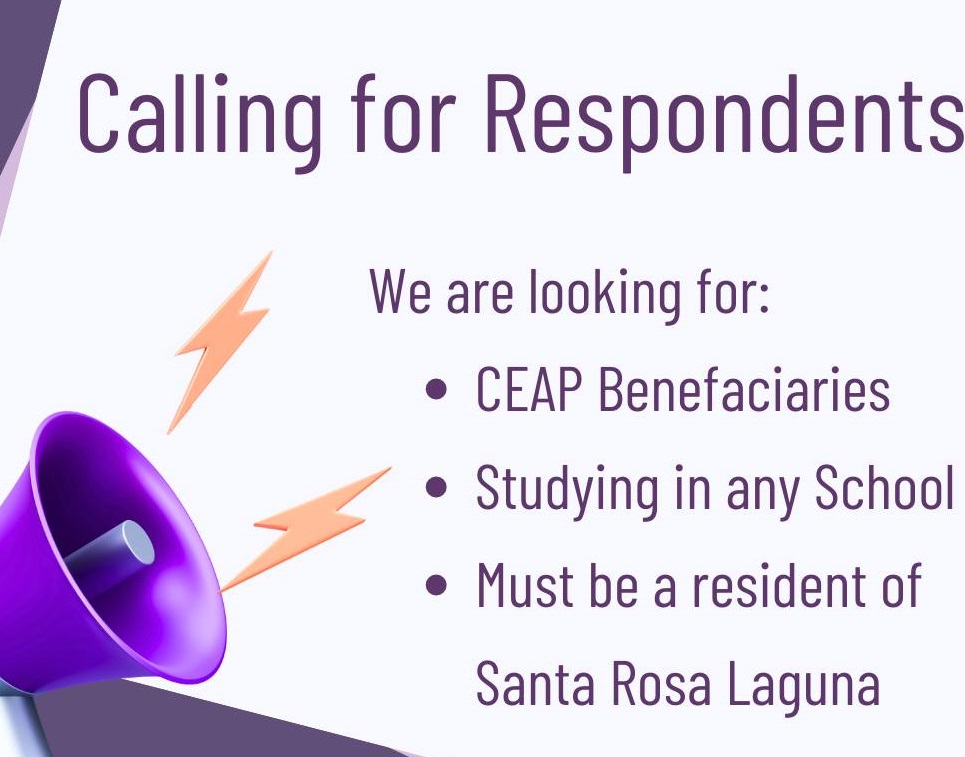 Calling for Respondents
We are looking for:
• CEAP Benefaciaries
• Studying in any School
• Must be a resident of
Santa Rosa Laguna